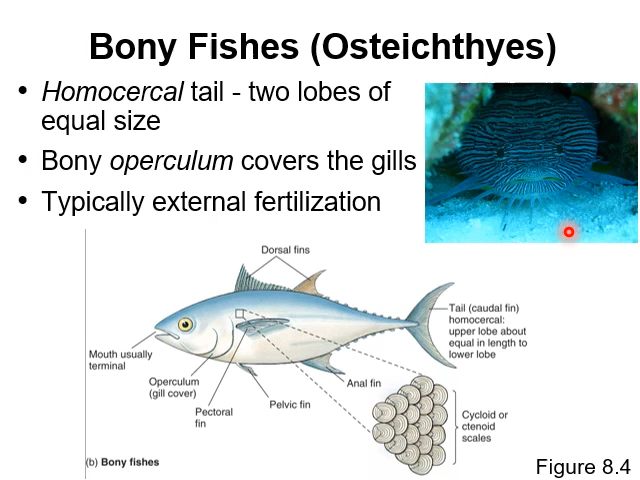 Bony Fishes (Osteichthyes)
• Homocercal tail - two lobes of
equal size
• Bony operculum covers the gills
• Typically external fertilization
Dorsal fins
Tail (caudal fin)
homocercal:
upper lobe about
equal in length to
lower lobe
Mouth usually
terminal
Operculum
(gill cover)
Pectoral
fin
Pelvic fin
Anal fin
Cycloid or
ctenoid
scales
(b) Bony fishes
Figure 8.4